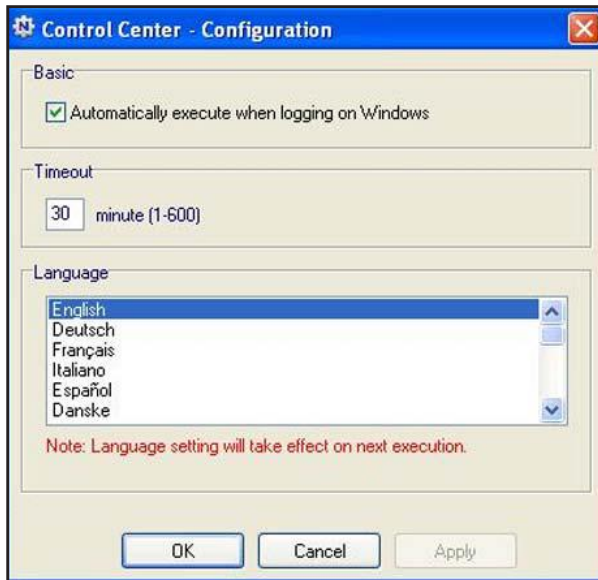 Control Center - Configuration
Basic
Automatically execute when logging on Windows
Timeout
30 minute (1-600)
Language
English
Deutsch
Français
Italiano
Español
Danske
Note: Language setting will take effect on next execution.
OK Cancel Apply